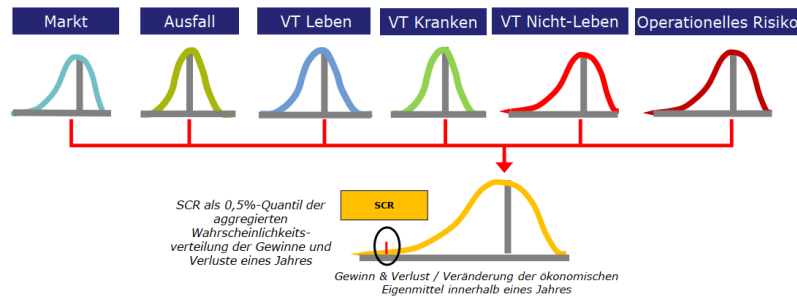 Markt
Ausfall
VT Leben
VT Kranken
VT Nicht-Leben
Operationelles Risiko
SCR als 0,5%-Quantil der
aggregierten
Wahrscheinlichkeits-
verteilung der Gewinne und
Verluste eines Jahres
SCR
Gewinn & Verlust / Veränderung der ökonomischen
Eigenmittel innerhalb eines Jahres